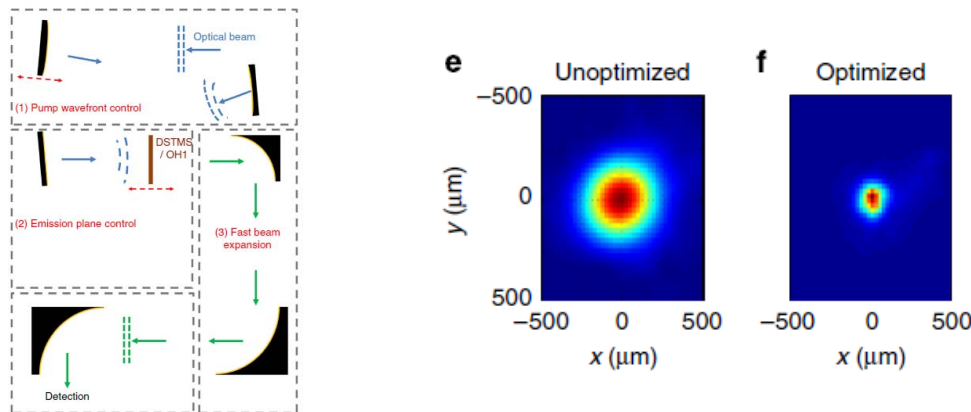 Optical beam
(1) Pump wavefront control
DSTMS
/ OH1
(2) Emission plane control
(3) Fast beam
expansion
Detection
e
Unoptimized
f
Optimized
–500
0
500
y (μm)
–500
0
500
–500
0
500
x (μm)
x (μm)